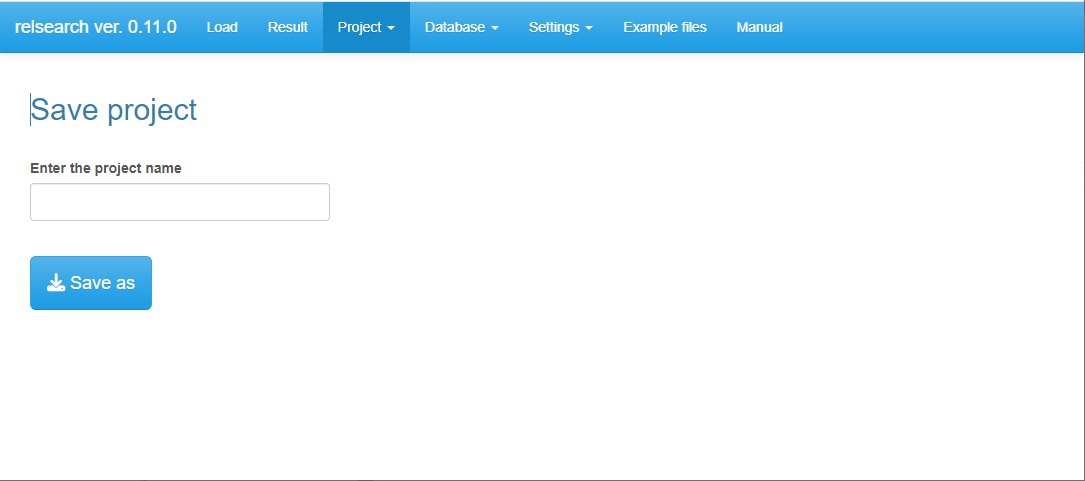 relsearch ver. 0.11.0 Load Result Project Database Settings Example files Manual
Save project
Enter the project name
Save as